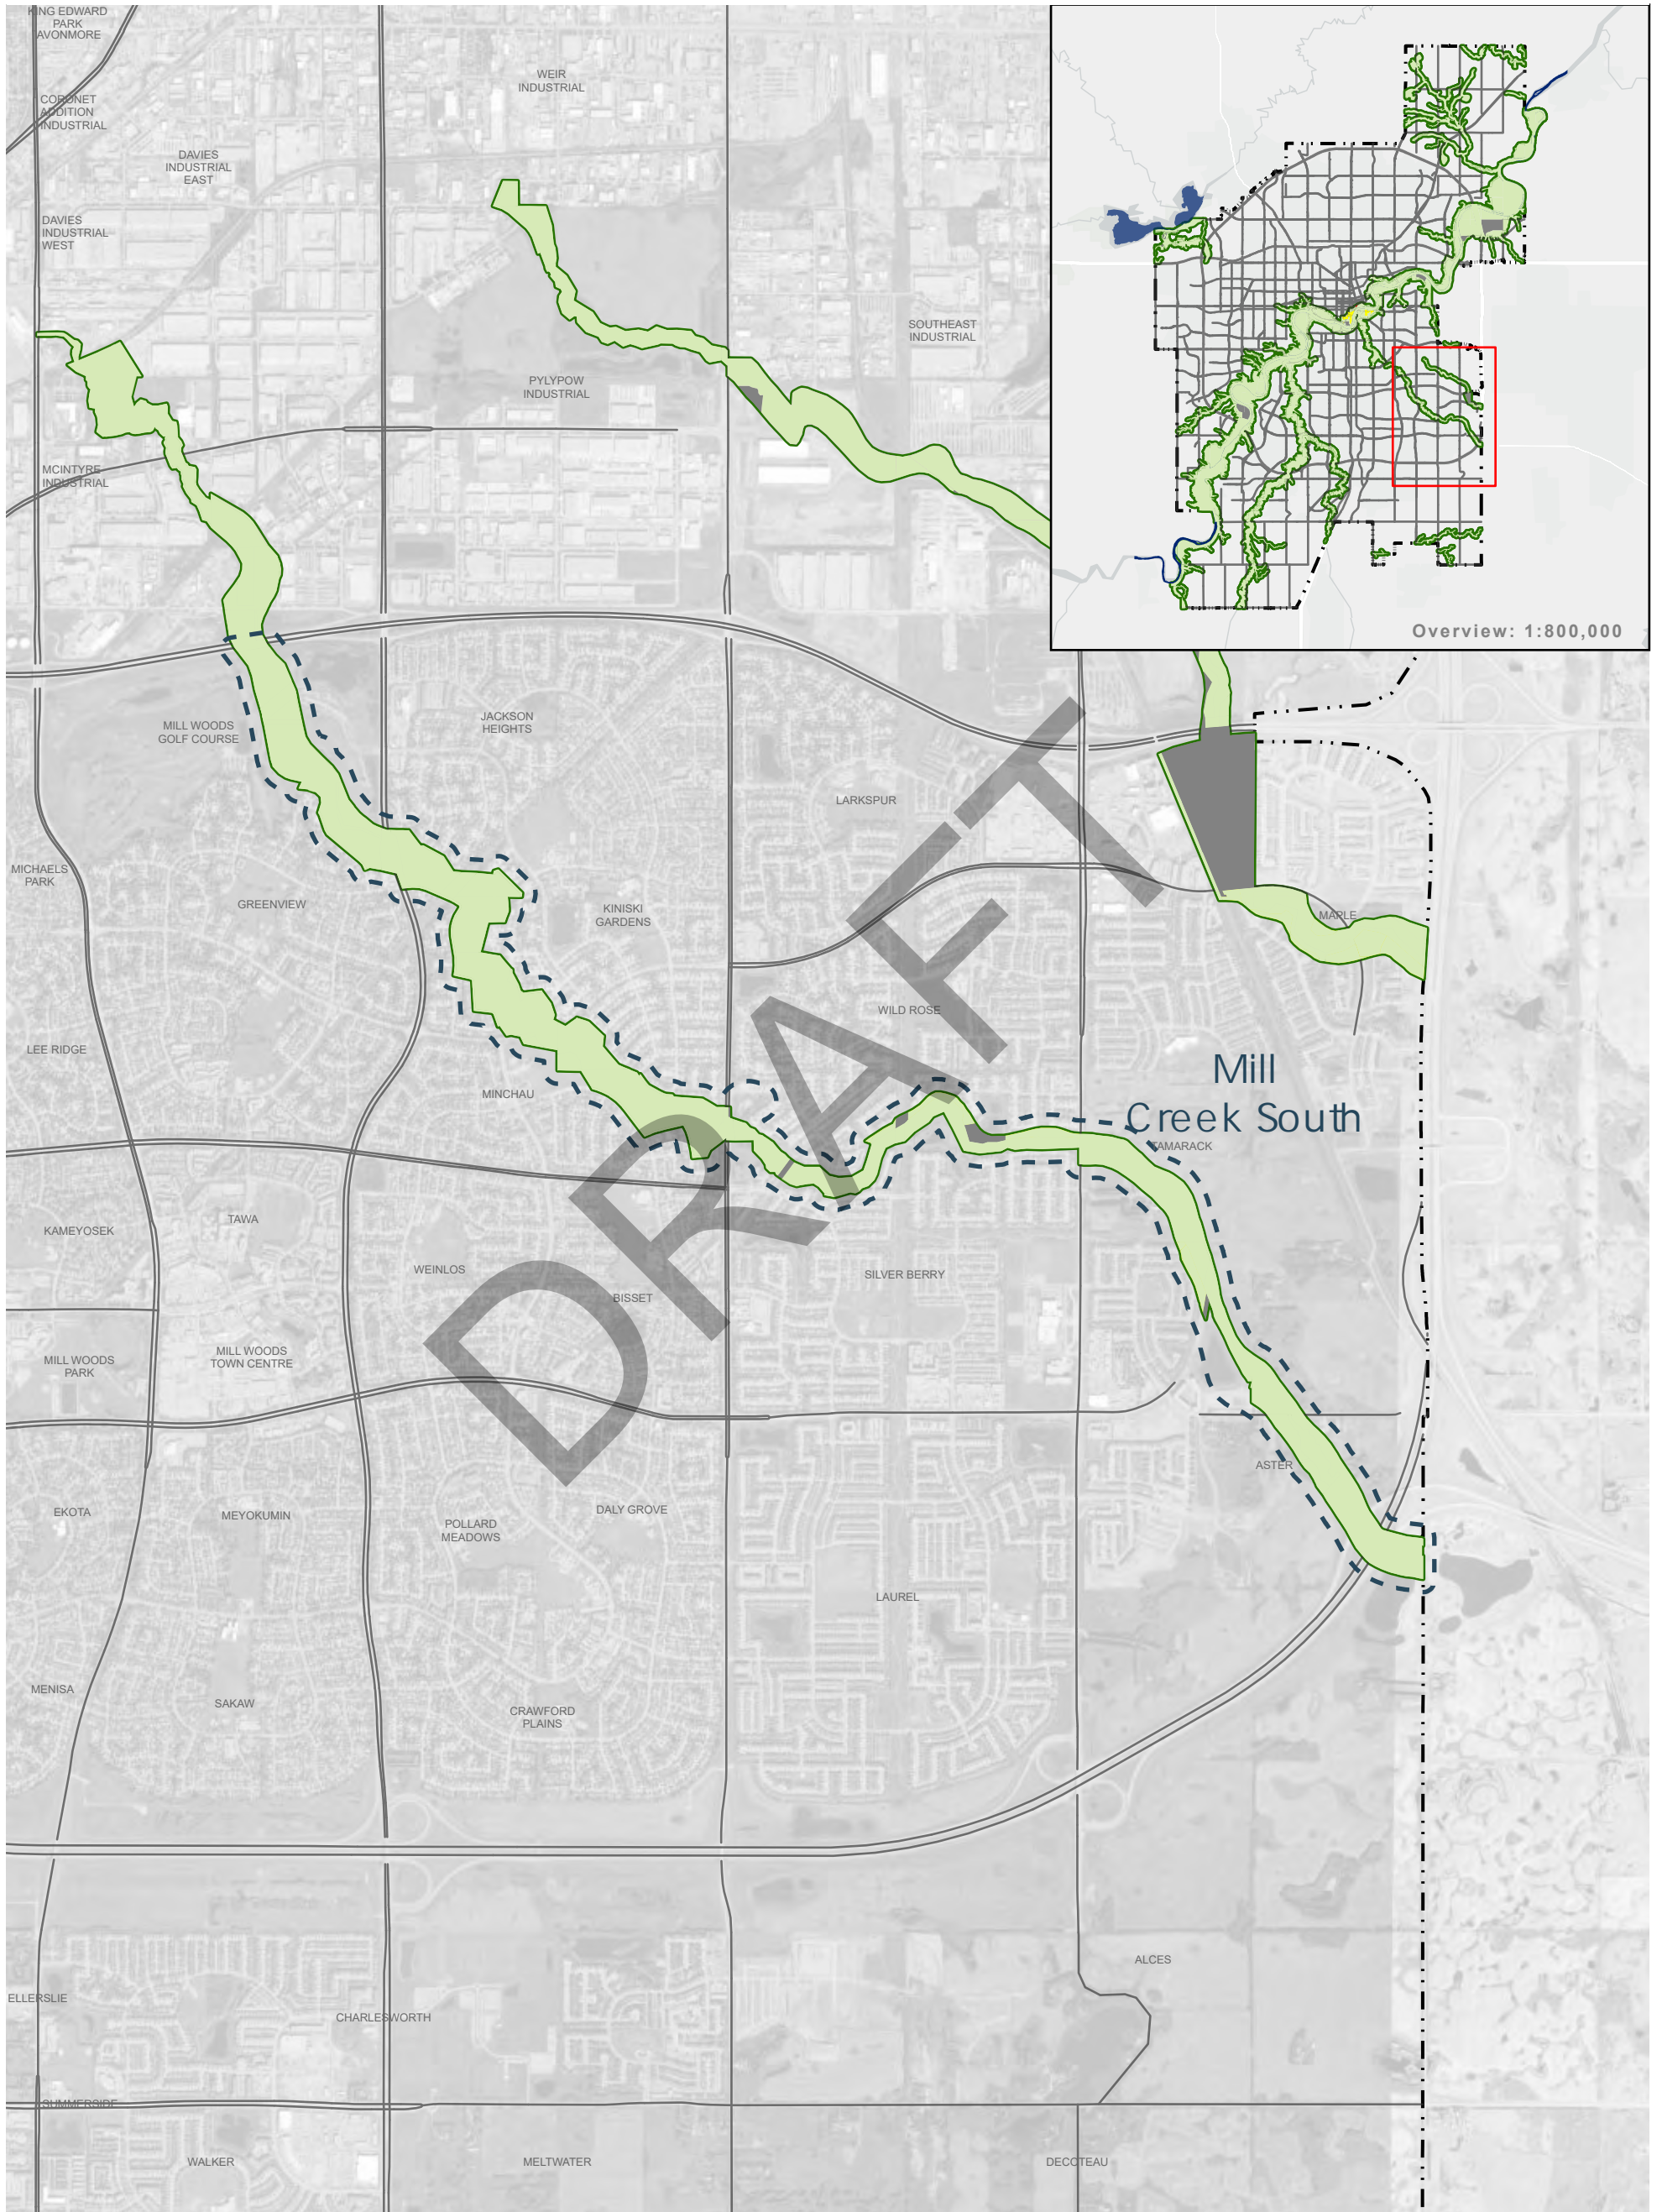 KING EDWARD
PARK
AVONMORE
WEIR
INDUSTRIAL
CORONET
ADDITION
INDUSTRIAL
DAVIES
INDUSTRIAL
EAST
DAVIES
INDUSTRIAL
WEST
SOUTHEAST
INDUSTRIAL
PYLYPOW
INDUSTRIAL
MCINTYRE
INDUSTRIAL
Overview: 1:800,000
MILL WOODS
GOLF COURSE
JACKSON
HEIGHTS
LARKSPUR
MICHAELS
PARK
GREENVIEW
KINISKI
GARDENS
MAPLE
WILD ROSE
LEE RIDGE
MINCHAU
Mill
Creek South
TAMARACK
DRAFT
KAMEYOSEK
TAWA
WEINLOS
BISSET
SILVER BERRY
MILL WOODS
PARK
MILL WOODS
TOWN CENTRE
ASTER
EKOTA
MEYOKUMIN
POLLARD
MEADOWS
DALY GROVE
LAUREL
MENISA
SAKAW
CRAWFORD
PLAINS
ALCES
ELLERSLIE
CHARLESWORTH
SUMMERSIDE
WALKER
MELTWATER
DECOTEAU